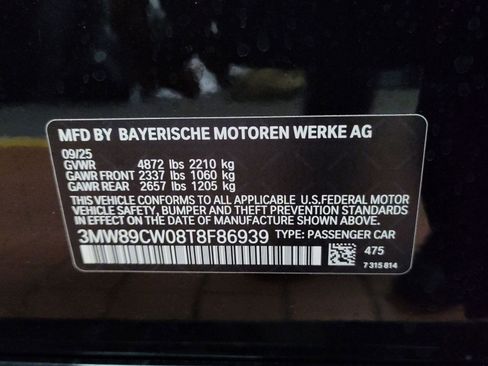 MFD BY BAYERISCHE MOTOREN WERKE AG
09/25
GVWR 4872 lbs 2210 kg
GAWR FRONT 2337 lbs 1060 kg
GAWR REAR 2657 lbs 1205 kg
THIS VEHICLE CONFORMS TO ALL APPLICABLE U.S.FEDERAL MOTOR
VEHICLE SAFETY, BUMPER AND THEFT PREVENTION STANDARDS
IN EFFECT ON THE DATE OF MANUFACTURE SHOWN ABOVE.
3MW89CW08T8F86939 TYPE: PASSENGER CAR
475
7 315 814